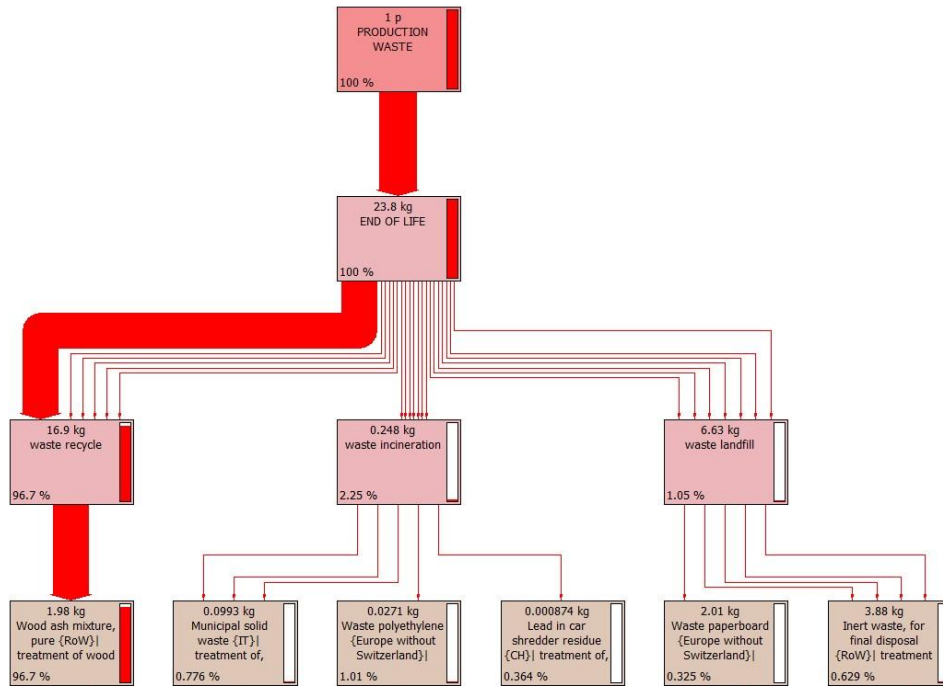 1 p
PRODUCTION
WASTE
100 %
23.8 kg
END OF LIFE
100 %
16.9 kg
waste recycle
96.7 %
0.248 kg
waste incineration
2.25 %
6.63 kg
waste landfill
1.05 %
1.98 kg
Wood ash mixture,
pure {RoW}|
treatment of wood
96.7 %
0.0993 kg
Municipal solid
waste {IT}|
treatment of,
0.776 %
0.0271 kg
Waste polyethylene
{Europe without
Switzerland}|
1.01 %
0.000874 kg
Lead in car
shredder residue
{CH}| treatment of,
0.364 %
2.01 kg
Waste paperboard
{Europe without
Switzerland}|
0.325 %
3.88 kg
Inert waste, for
final disposal
{RoW}| treatment
0.629 %